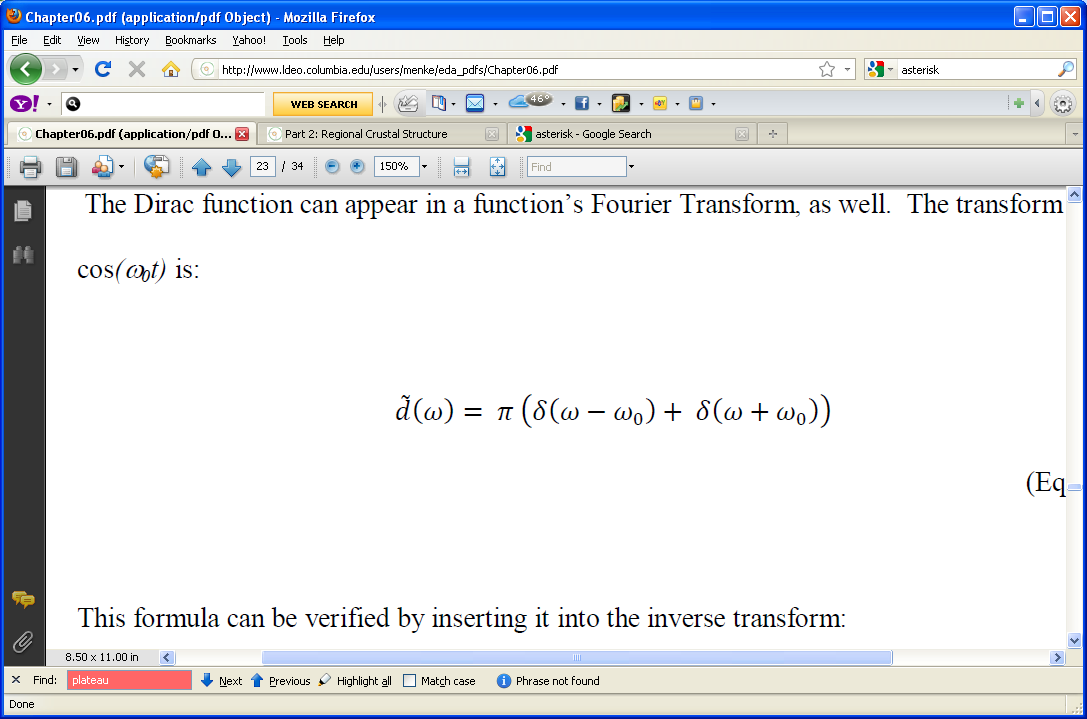 Chapter06.pdf (application/pdf Object) - Mozilla Firefox
File Edit View History Bookmarks Yahoo! Tools Help
http://www.ldeo.columbia.edu/users/menke/eda_pdfs/Chapter06.pdf asterisk
Y! WEB SEARCH 46°
Chapter06.pdf (application/pdf O... Part 2: Regional Crustal Structure asterisk - Google Search
23 / 34 150% Find
The Dirac function can appear in a function's Fourier Transform, as well. The transform
cos(ω₀t) is:
d̃(ω) = π (δ(ω − ω₀) + δ(ω + ω₀))
(Eq
This formula can be verified by inserting it into the inverse transform:
8.50 x 11.00 in
Find: plateau Next Previous Highlight all Match case Phrase not found
Done